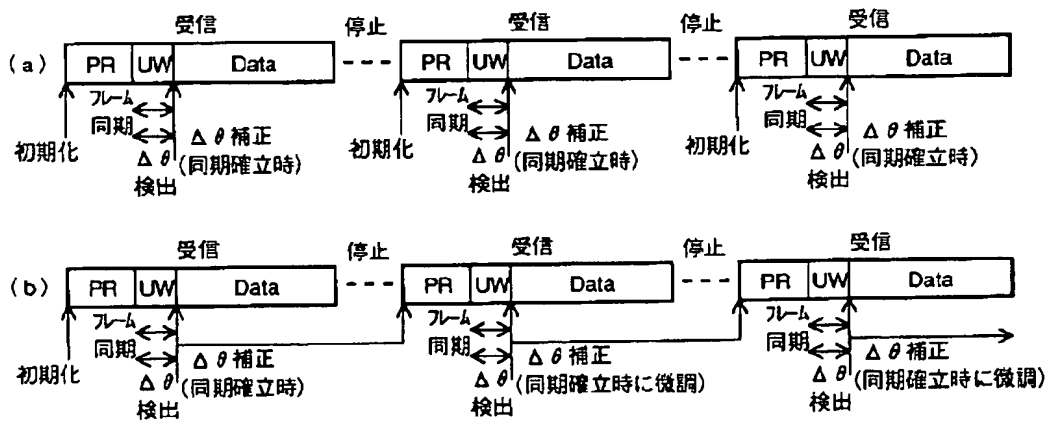 受信 停止 受信 停止 受信
(a) PR UW Data PR UW Data PR UW Data
フレーム フレーム フレーム
同期 Δθ補正 同期 Δθ補正 同期 Δθ補正
初期化 Δθ (同期確立時) 初期化 Δθ (同期確立時) 初期化 Δθ (同期確立時)
検出 検出 検出
受信 停止 受信 停止 受信
(b) PR UW Data PR UW Data PR UW Data
フレーム フレーム フレーム
同期 Δθ補正 同期 Δθ補正 同期 Δθ補正
初期化 Δθ (同期確立時) Δθ (同期確立時に微調) Δθ (同期確立時に微調)
検出 検出 検出